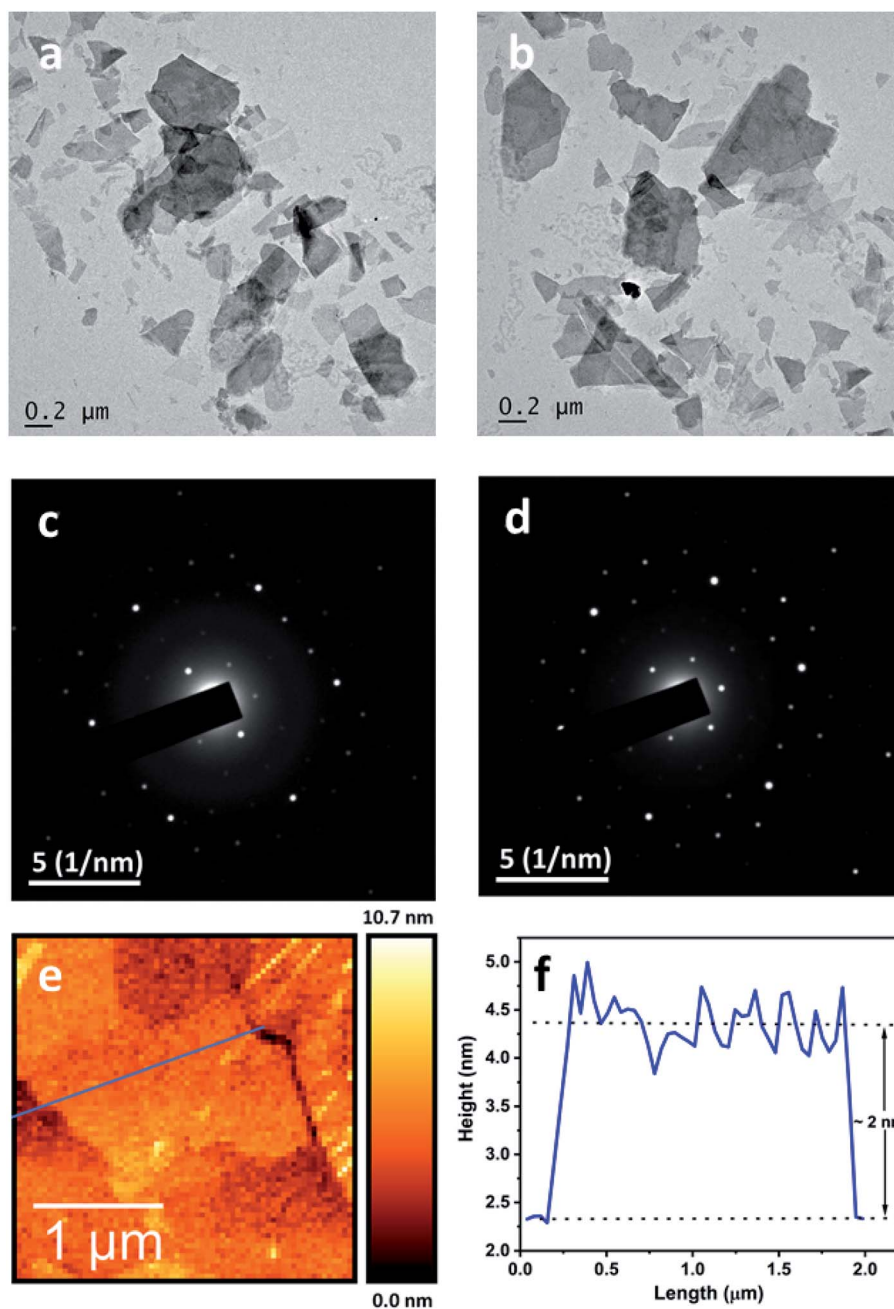 a
b
0.2 μm
0.2 μm
c
d
5 (1/nm)
5 (1/nm)
10.7 nm
e
1 μm
0.0 nm
f
5.0
4.5
4.0
3.5
3.0
2.5
2.0
Height (nm)
~ 2 nm
0.0
0.5
1.0
1.5
2.0
Length (μm)